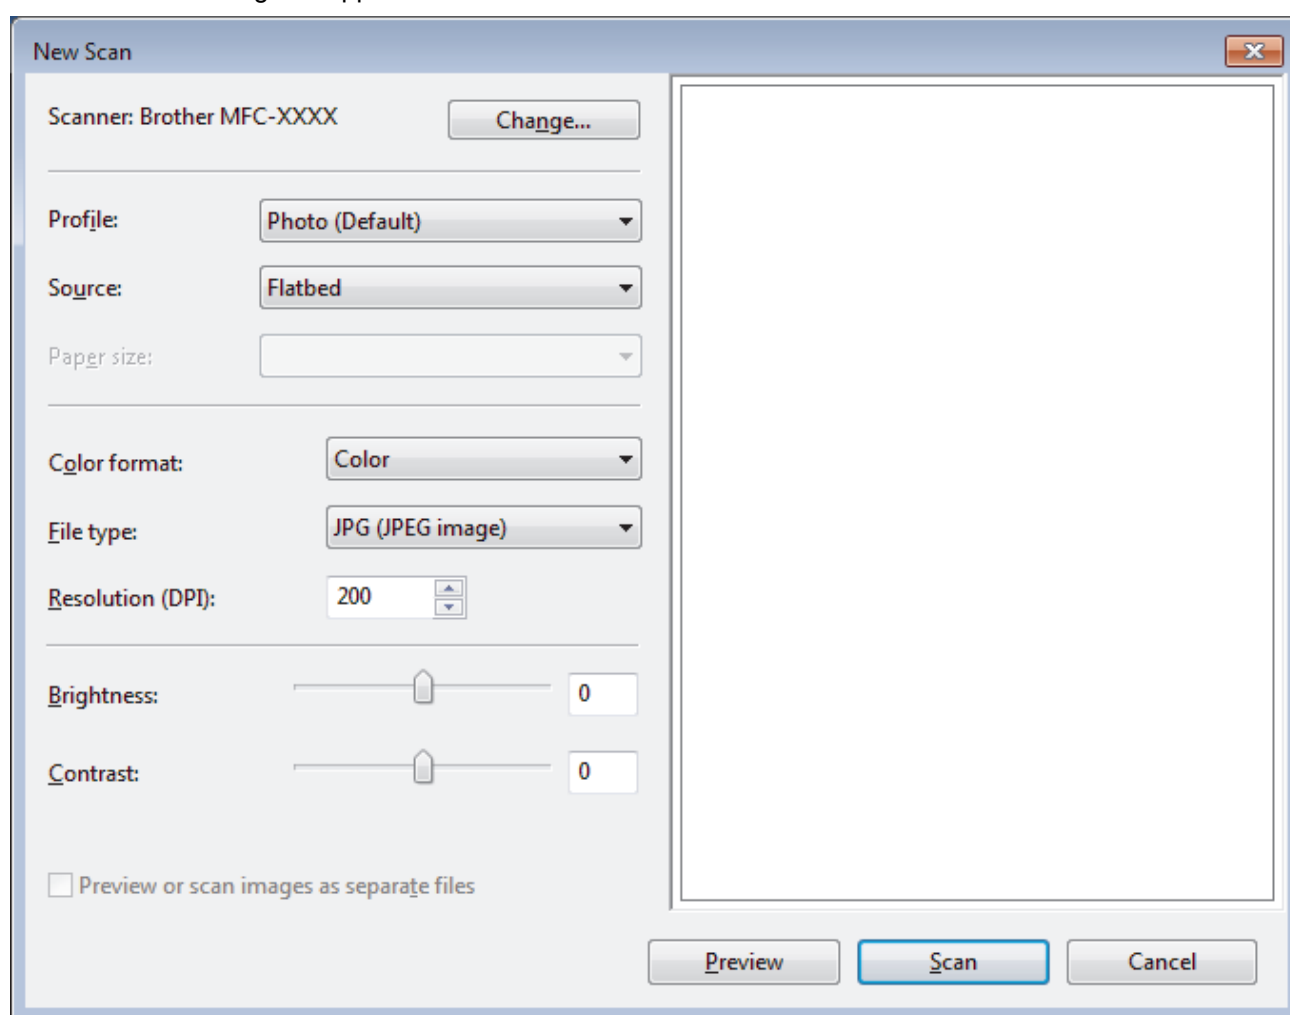 New Scan
Scanner: Brother MFC-XXXX
Change...
Profile: Photo (Default)
Source: Flatbed
Paper size:
Color format: Color
File type: JPG (JPEG image)
Resolution (DPI): 200
Brightness: 0
Contrast: 0
Preview or scan images as separate files
Preview Scan Cancel